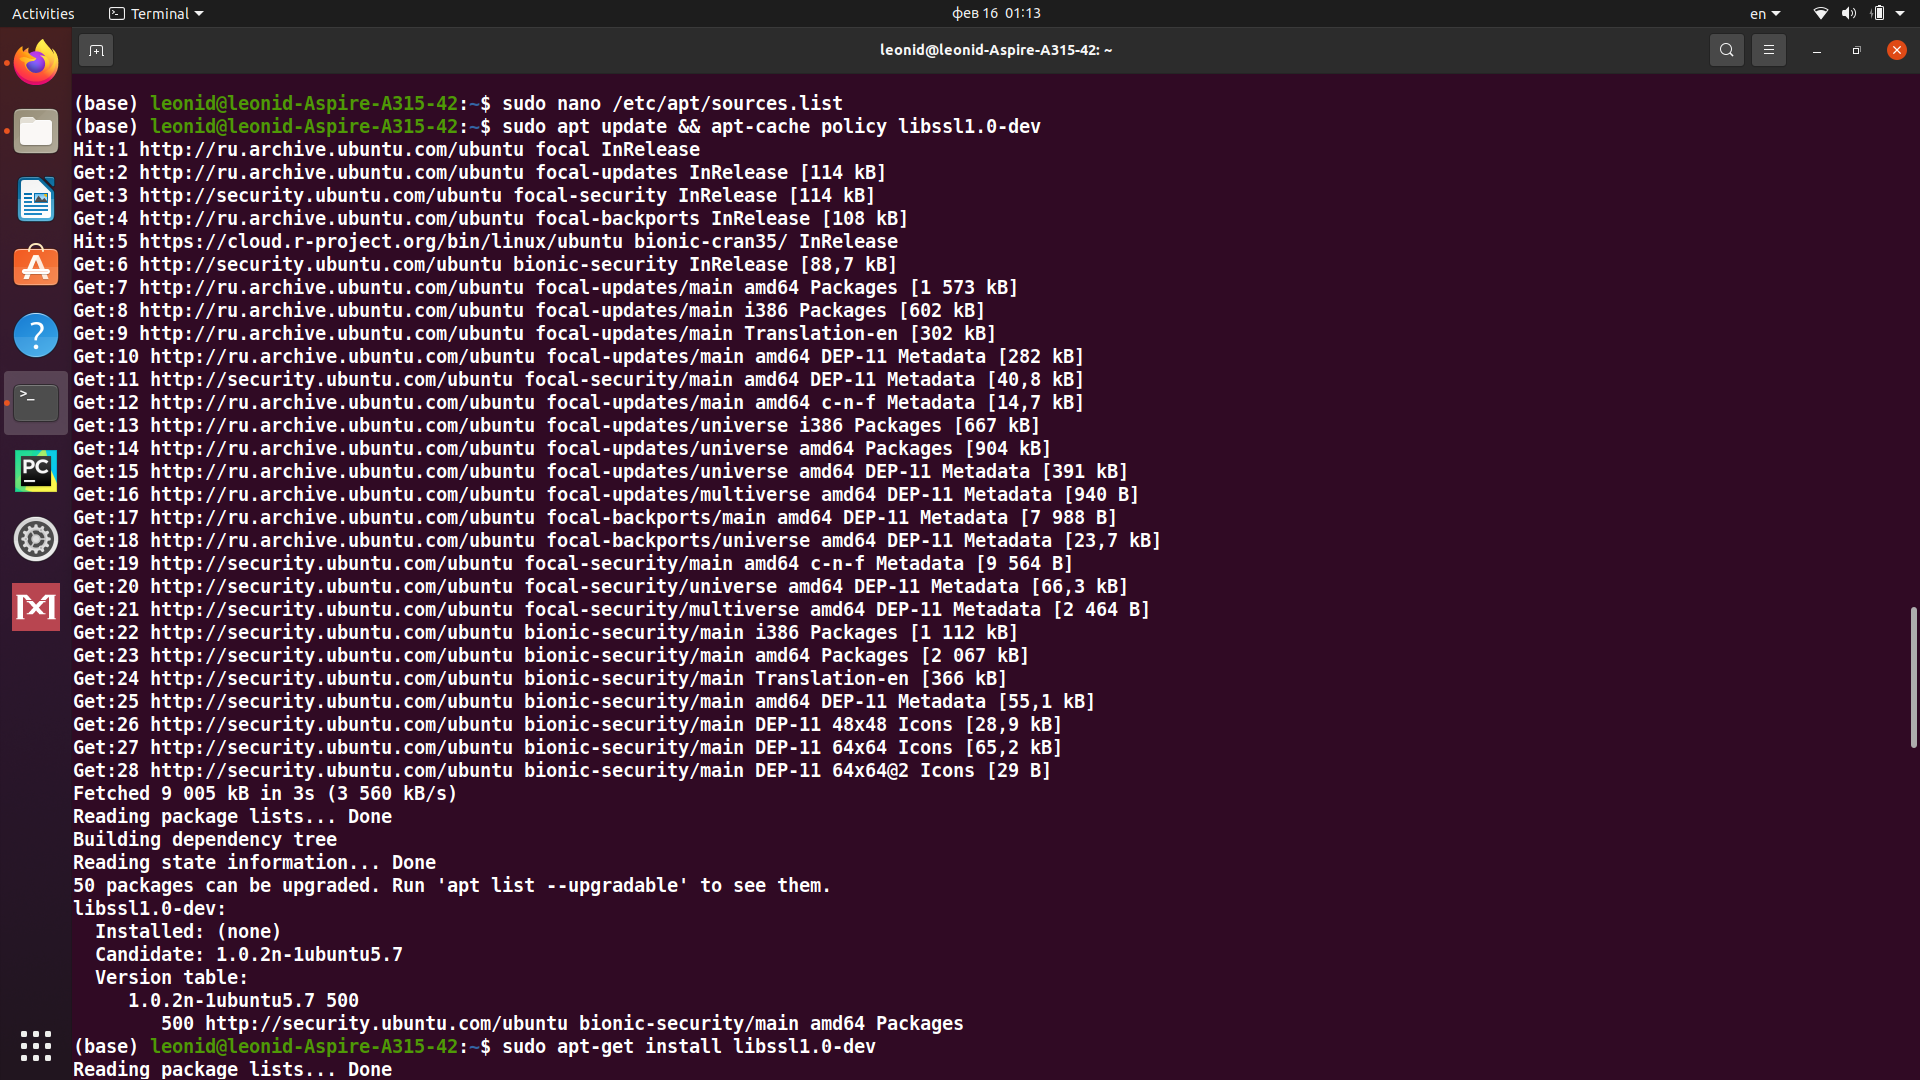 Activities
Terminal
фев 16 01:13
en
leonid@leonid-Aspire-A315-42: ~
(base) leonid@leonid-Aspire-A315-42:~$ sudo nano /etc/apt/sources.list
(base) leonid@leonid-Aspire-A315-42:~$ sudo apt update && apt-cache policy libssl1.0-dev
Hit:1 http://ru.archive.ubuntu.com/ubuntu focal InRelease
Get:2 http://ru.archive.ubuntu.com/ubuntu focal-updates InRelease [114 kB]
Get:3 http://security.ubuntu.com/ubuntu focal-security InRelease [114 kB]
Get:4 http://ru.archive.ubuntu.com/ubuntu focal-backports InRelease [108 kB]
Hit:5 https://cloud.r-project.org/bin/linux/ubuntu bionic-cran35/ InRelease
Get:6 http://security.ubuntu.com/ubuntu bionic-security InRelease [88,7 kB]
Get:7 http://ru.archive.ubuntu.com/ubuntu focal-updates/main amd64 Packages [1 573 kB]
Get:8 http://ru.archive.ubuntu.com/ubuntu focal-updates/main i386 Packages [602 kB]
Get:9 http://ru.archive.ubuntu.com/ubuntu focal-updates/main Translation-en [302 kB]
Get:10 http://ru.archive.ubuntu.com/ubuntu focal-updates/main amd64 DEP-11 Metadata [282 kB]
Get:11 http://security.ubuntu.com/ubuntu focal-security/main amd64 DEP-11 Metadata [40,8 kB]
Get:12 http://ru.archive.ubuntu.com/ubuntu focal-updates/main amd64 c-n-f Metadata [14,7 kB]
Get:13 http://ru.archive.ubuntu.com/ubuntu focal-updates/universe i386 Packages [667 kB]
Get:14 http://ru.archive.ubuntu.com/ubuntu focal-updates/universe amd64 Packages [904 kB]
Get:15 http://ru.archive.ubuntu.com/ubuntu focal-updates/universe amd64 DEP-11 Metadata [391 kB]
Get:16 http://ru.archive.ubuntu.com/ubuntu focal-updates/multiverse amd64 DEP-11 Metadata [940 B]
Get:17 http://ru.archive.ubuntu.com/ubuntu focal-backports/main amd64 DEP-11 Metadata [7 988 B]
Get:18 http://ru.archive.ubuntu.com/ubuntu focal-backports/universe amd64 DEP-11 Metadata [23,7 kB]
Get:19 http://security.ubuntu.com/ubuntu focal-security/main amd64 c-n-f Metadata [9 564 B]
Get:20 http://security.ubuntu.com/ubuntu focal-security/universe amd64 DEP-11 Metadata [66,3 kB]
Get:21 http://security.ubuntu.com/ubuntu focal-security/multiverse amd64 DEP-11 Metadata [2 464 B]
Get:22 http://security.ubuntu.com/ubuntu bionic-security/main i386 Packages [1 112 kB]
Get:23 http://security.ubuntu.com/ubuntu bionic-security/main amd64 Packages [2 067 kB]
Get:24 http://security.ubuntu.com/ubuntu bionic-security/main Translation-en [366 kB]
Get:25 http://security.ubuntu.com/ubuntu bionic-security/main amd64 DEP-11 Metadata [55,1 kB]
Get:26 http://security.ubuntu.com/ubuntu bionic-security/main DEP-11 48x48 Icons [28,9 kB]
Get:27 http://security.ubuntu.com/ubuntu bionic-security/main DEP-11 64x64 Icons [65,2 kB]
Get:28 http://security.ubuntu.com/ubuntu bionic-security/main DEP-11 64x64@2 Icons [29 B]
Fetched 9 005 kB in 3s (3 560 kB/s)
Reading package lists... Done
Building dependency tree
Reading state information... Done
50 packages can be upgraded. Run 'apt list --upgradable' to see them.
libssl1.0-dev:
  Installed: (none)
  Candidate: 1.0.2n-1ubuntu5.7
  Version table:
     1.0.2n-1ubuntu5.7 500
        500 http://security.ubuntu.com/ubuntu bionic-security/main amd64 Packages
(base) leonid@leonid-Aspire-A315-42:~$ sudo apt-get install libssl1.0-dev
Reading package lists... Done
PC